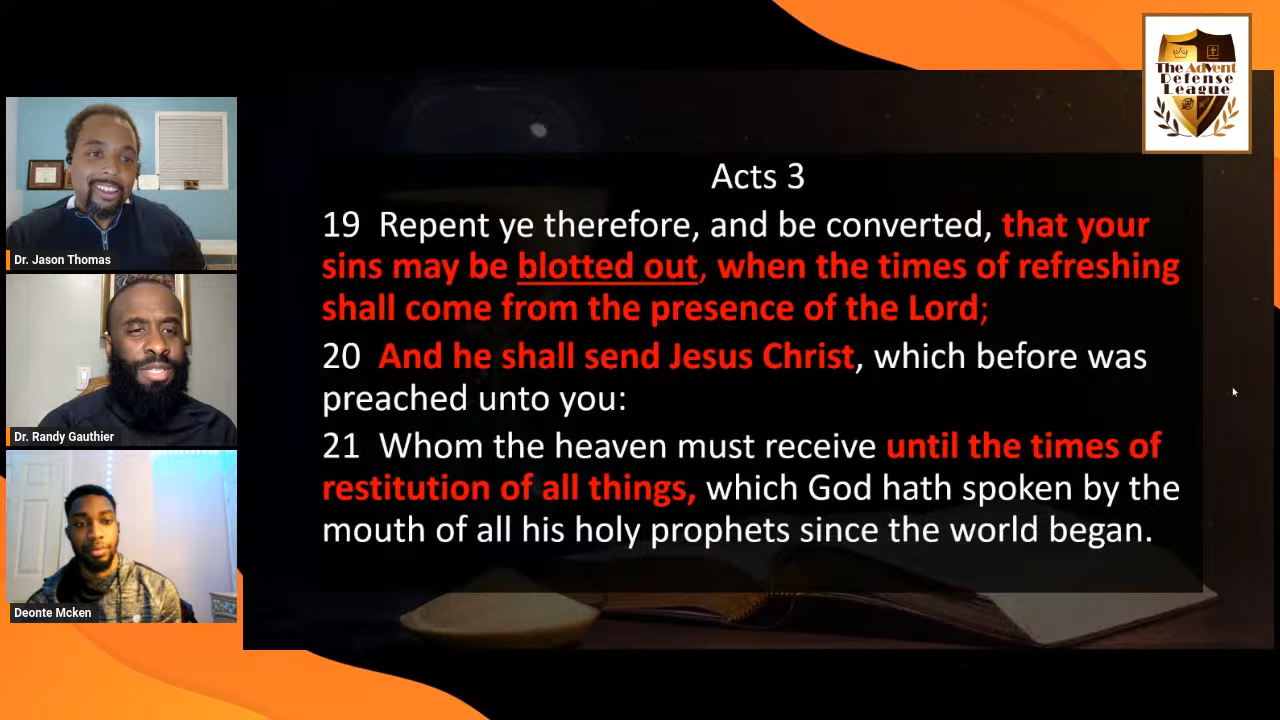 The Advent
Defense
League
Dr. Jason Thomas
Dr. Randy Gauthier
Deonte Mcken
Acts 3
19 Repent ye therefore, and be converted, that your
sins may be blotted out, when the times of refreshing
shall come from the presence of the Lord;
20 And he shall send Jesus Christ, which before was
preached unto you:
21 Whom the heaven must receive until the times of
restitution of all things, which God hath spoken by the
mouth of all his holy prophets since the world began.